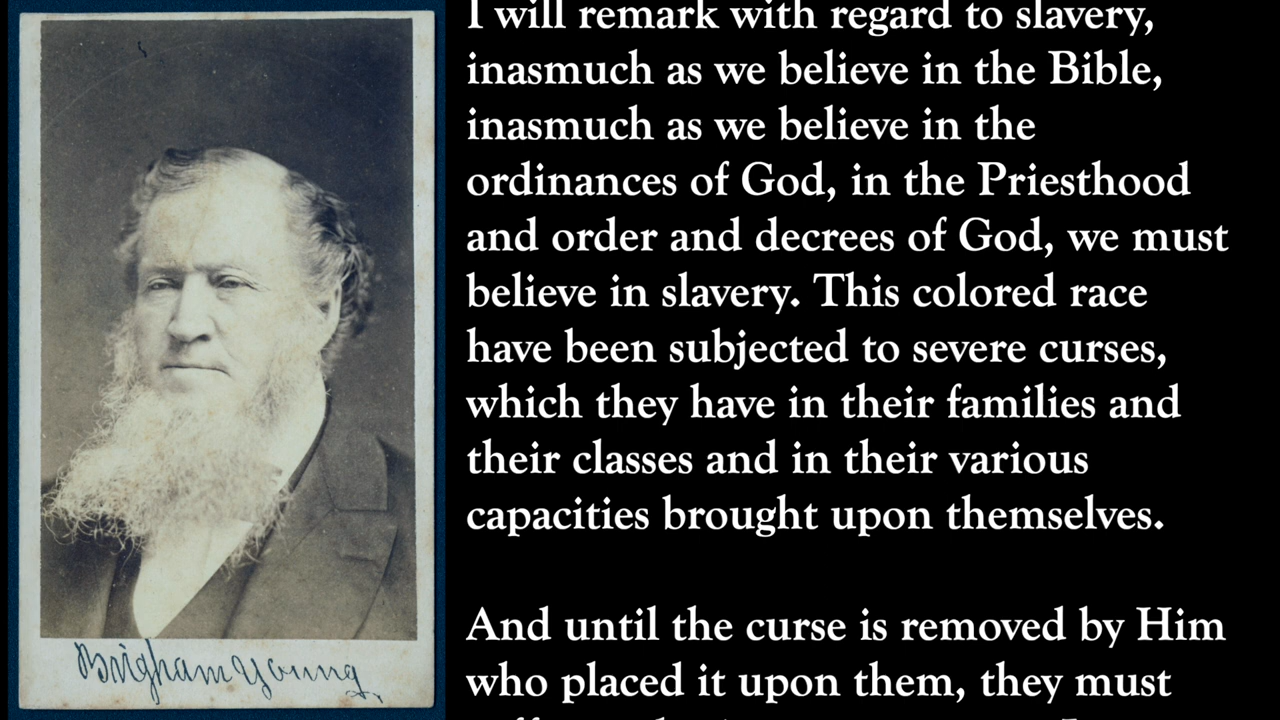 I will remark with regard to slavery,
inasmuch as we believe in the Bible,
inasmuch as we believe in the
ordinances of God, in the Priesthood
and order and decrees of God, we must
believe in slavery. This colored race
have been subjected to severe curses,
which they have in their families and
their classes and in their various
capacities brought upon themselves.
And until the curse is removed by Him
who placed it upon them, they must
Brigham Young